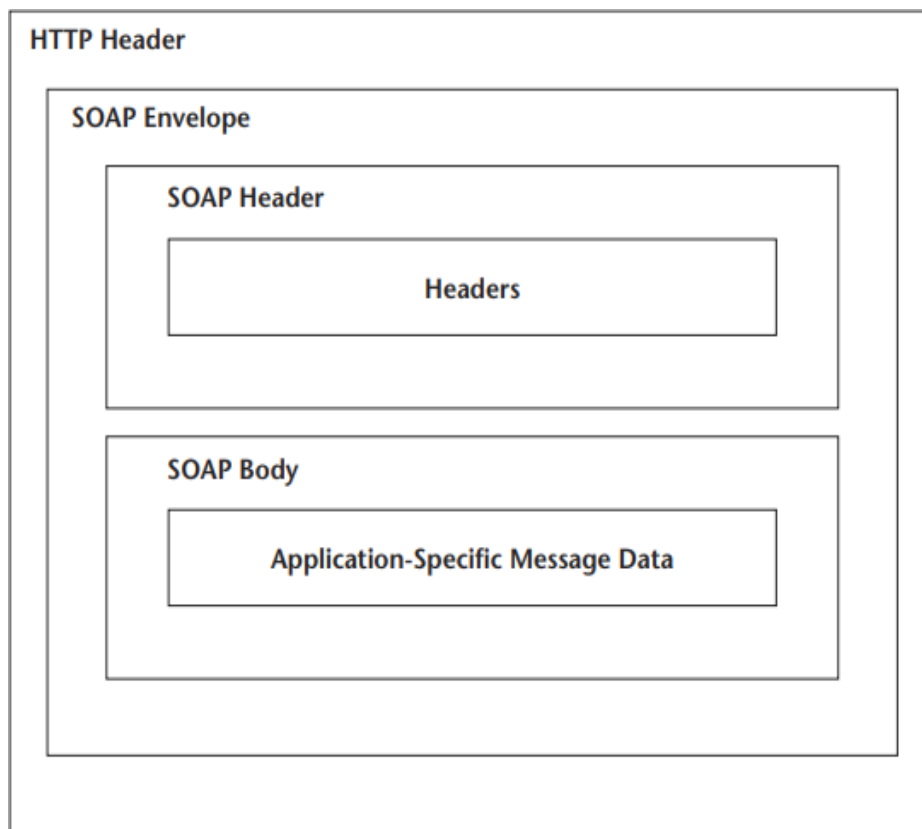 HTTP Header
SOAP Envelope
SOAP Header
Headers
SOAP Body
Application-Specific Message Data